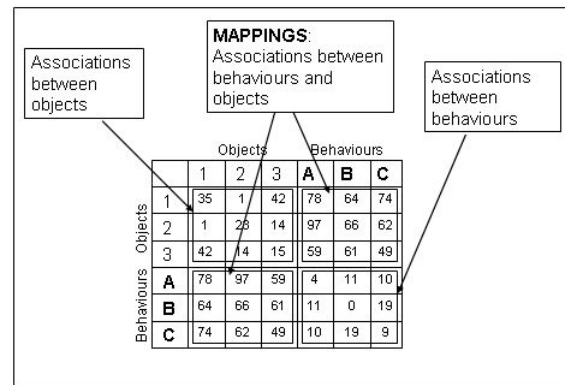 MAPPINGS:
Associations between
behaviours and
objects
Associations
between
objects
Associations
between
behaviours
Objects Behaviours
1 2 3 A B C
Objects
1 35 1 42 78 64 74
2 1 23 14 97 66 62
3 42 14 15 59 61 49
Behaviours
A 78 97 59 4 11 10
B 64 66 61 11 0 19
C 74 62 49 10 19 9